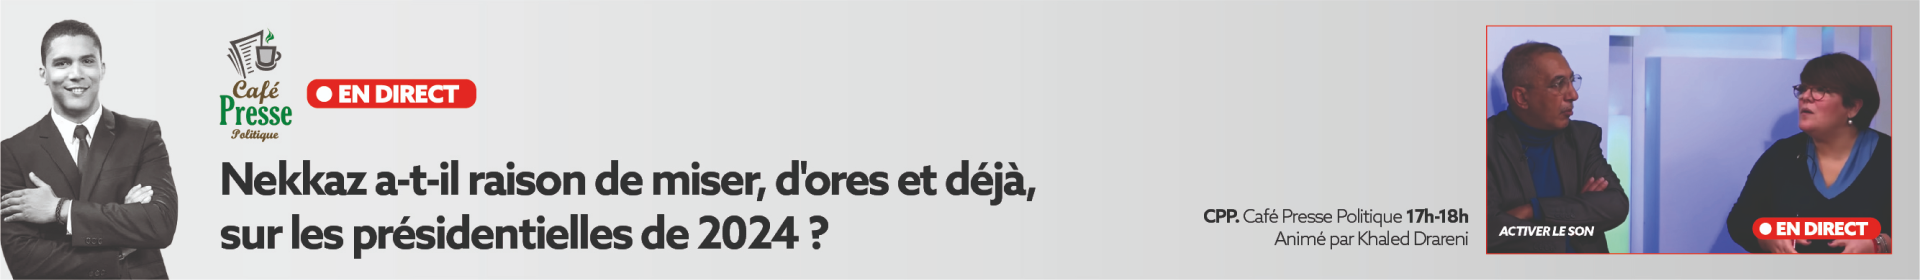 Café
Presse
Politique
EN DIRECT
Nekkaz a-t-il raison de miser, d'ores et déjà,
sur les présidentielles de 2024 ?
CPP. Café Presse Politique 17h-18h
Animé par Khaled Drareni
ACTIVER LE SON
EN DIRECT